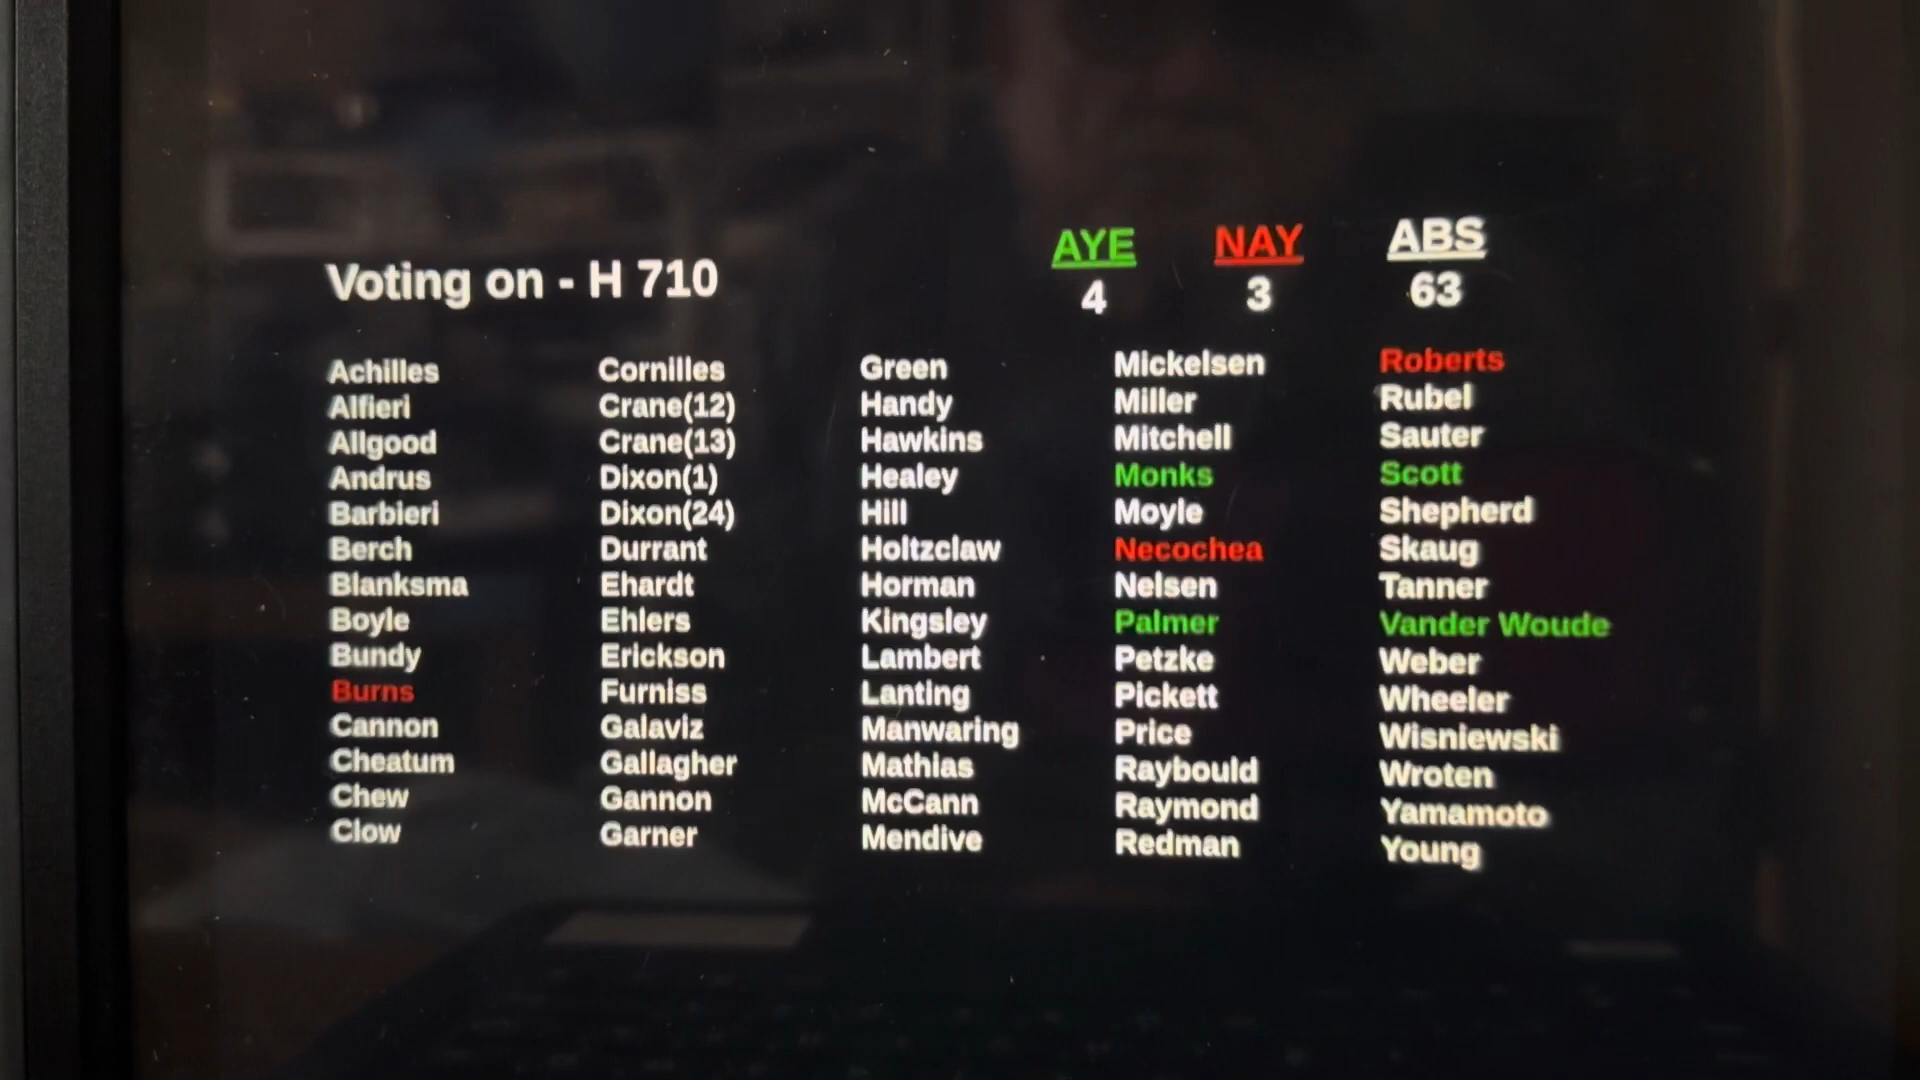 Voting on - H 710
AYE NAY ABS
4 3 63
Achilles Cornilles Green Mickelsen Roberts
Alfieri Crane(12) Handy Miller Rubel
Allgood Crane(13) Hawkins Mitchell Sauter
Andrus Dixon(1) Healey Monks Scott
Barbieri Dixon(24) Hill Moyle Shepherd
Berch Durrant Holtzclaw Necochea Skaug
Blanksma Ehardt Horman Nelsen Tanner
Boyle Ehlers Kingsley Palmer Vander Woude
Bundy Erickson Lambert Petzke Weber
Burns Furniss Lanting Pickett Wheeler
Cannon Galaviz Manwaring Price Wisniewski
Cheatum Gallagher Mathias Raybould Wroten
Chew Gannon McCann Raymond Yamamoto
Clow Garner Mendive Redman Young